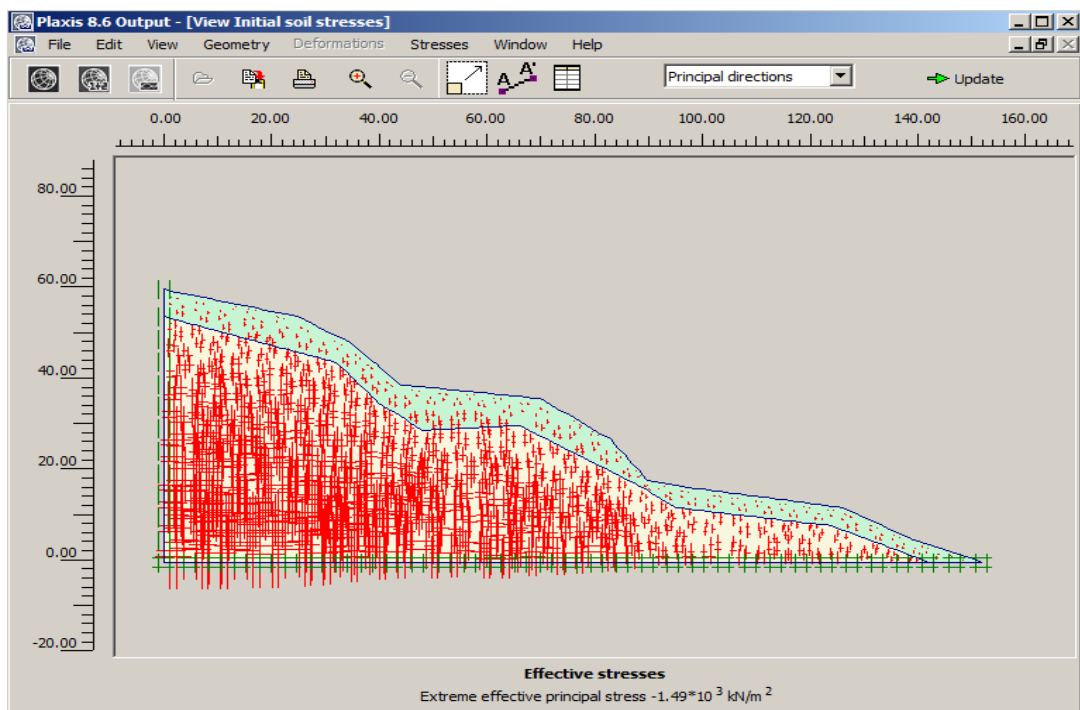 Plaxis 8.6 Output - [View Initial soil stresses]
File Edit View Geometry Deformations Stresses Window Help
1+2
A A* Principal directions Update
0.00 20.00 40.00 60.00 80.00 100.00 120.00 140.00 160.00
80.00
60.00
40.00
20.00
0.00
-20.00
Effective stresses
Extreme effective principal stress -1.49*10 3 kN/m 2